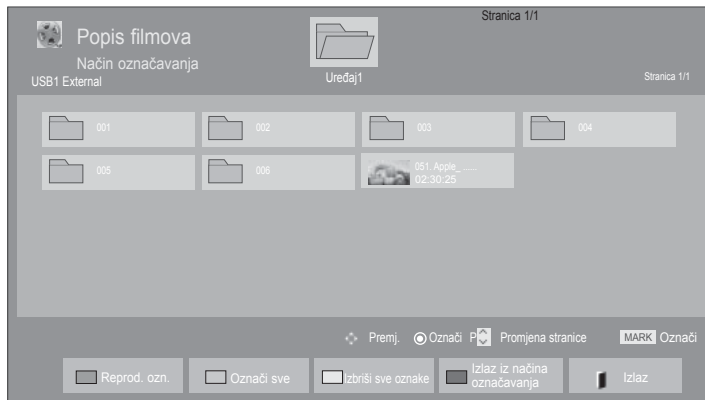 Stranica 1/1
Popis filmova
Način označavanja
USB1 External
Uređaj1
Stranica 1/1
001
002
003
004
005
006
051. Apple_ ......
02:30:25
Premj.
Označi
P
Promjena stranice
MARK
Označi
Reprod. ozn.
Označi sve
Izbriši sve oznake
Izlaz iz načina
označavanja
Izlaz